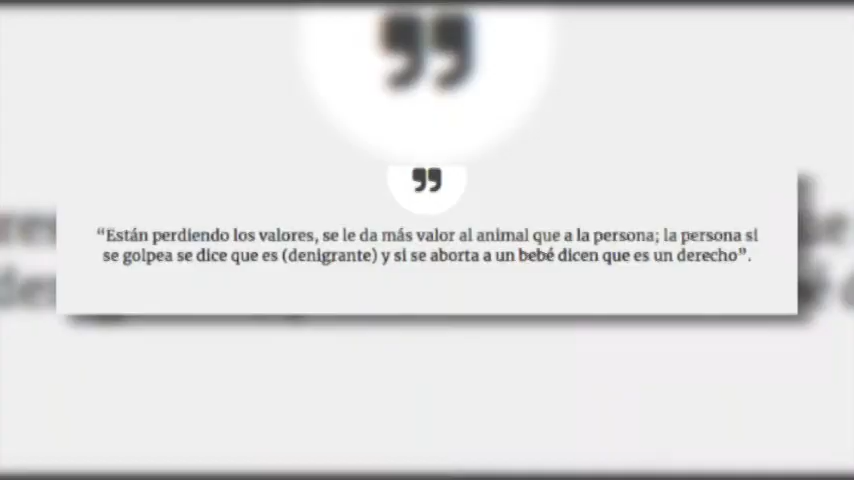 “Están perdiendo los valores, se le da más valor al animal que a la persona; la persona si
se golpea se dice que es (denigrante) y si se aborta a un bebé dicen que es un derecho”.